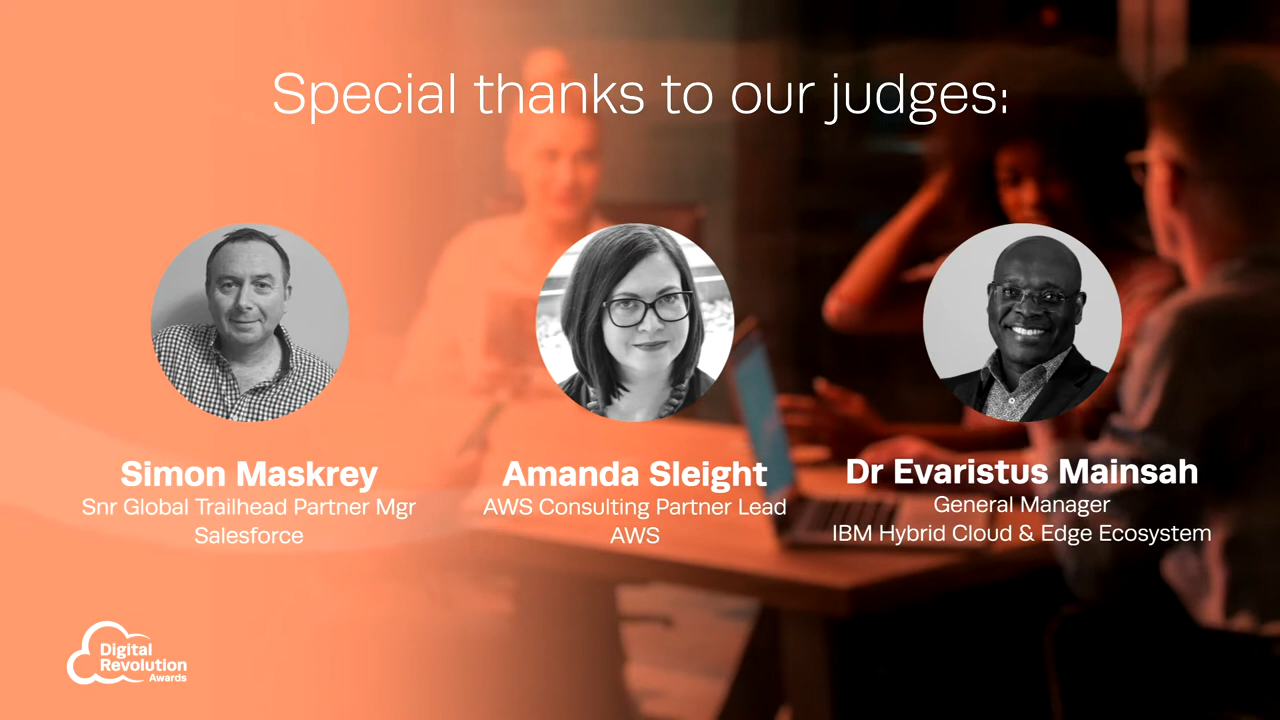 Special thanks to our judges:
Simon Maskrey
Snr Global Trailhead Partner Mgr
Salesforce
Amanda Sleight
AWS Consulting Partner Lead
AWS
Dr Evaristus Mainsah
General Manager
IBM Hybrid Cloud & Edge Ecosystem
Digital
Revolution
Awards